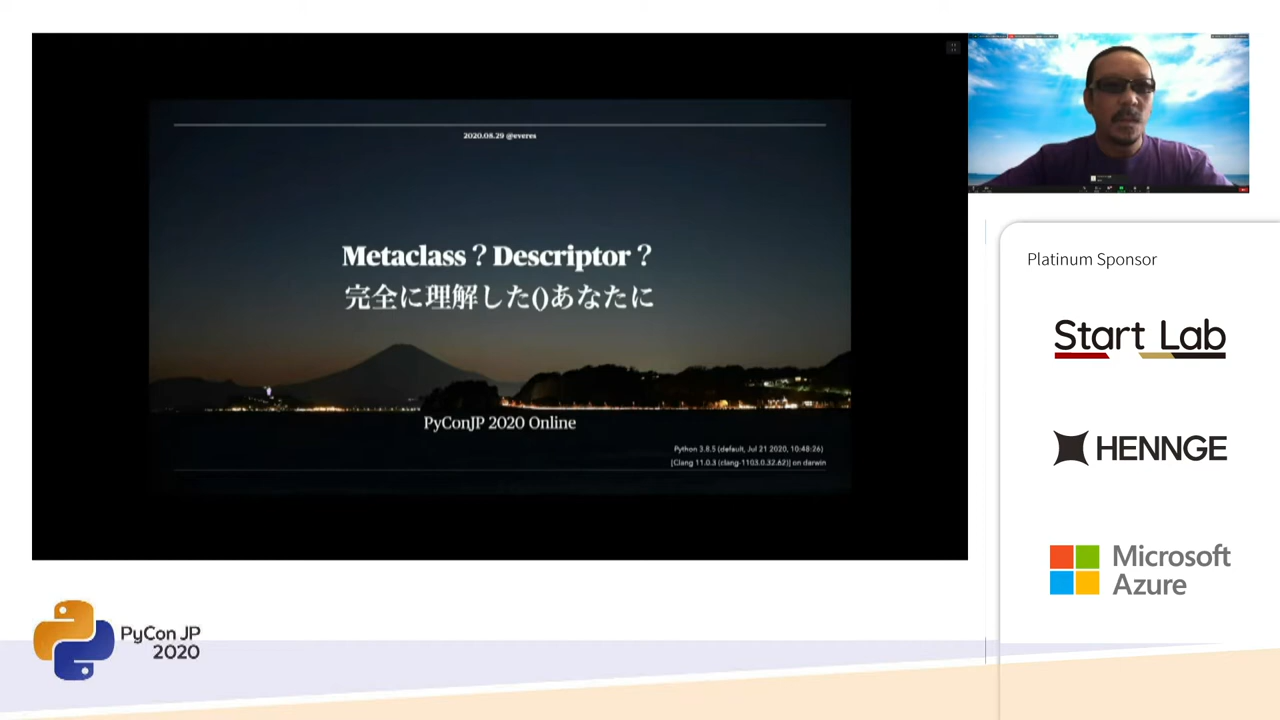 2020.08.29 @everes
Metaclass？Descriptor？
完全に理解した()あなたに
PyConJP 2020 Online
Python 3.8.5 (default, Jul 21 2020, 10:48:26)
[Clang 11.0.3 (clang-1103.0.32.62)] on darwin
Platinum Sponsor
Start Lab
HENNGE
Microsoft
Azure
PyCon JP
2020